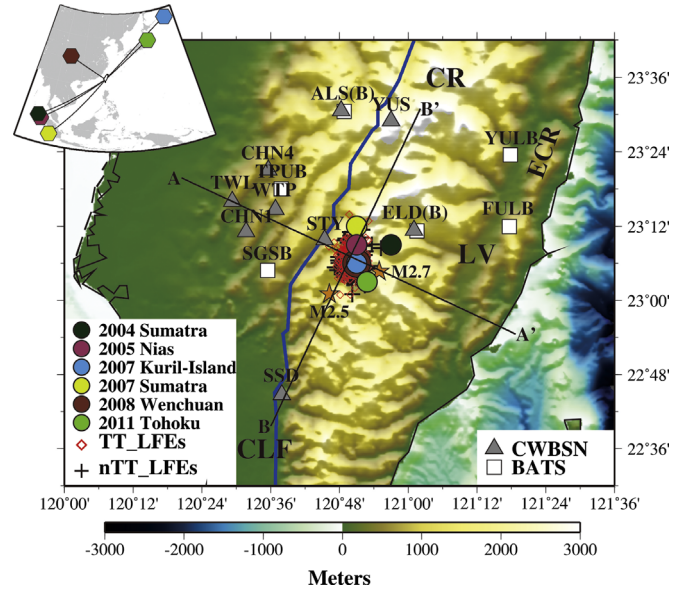 CR
ALS(B)
YUS
B'
23°36'
YULB
ECR
23°24'
CHN4
TPUB
A
TWL
WTP
CHN1
STY
ELD(B)
FULB
23°12'
SGSB
LV
M2.7
M2.5
23°00'
A'
2004 Sumatra
2005 Nias
2007 Kuril-Island
2007 Sumatra
2008 Wenchuan
2011 Tohoku
TT_LFEs
nTT_LFEs
SSD
B
CLF
22°48'
CWBSN
BATS
22°36'
120°00' 120°12' 120°24' 120°36' 120°48' 121°00' 121°12' 121°24' 121°36'
-3000 -2000 -1000 0 1000 2000 3000
Meters